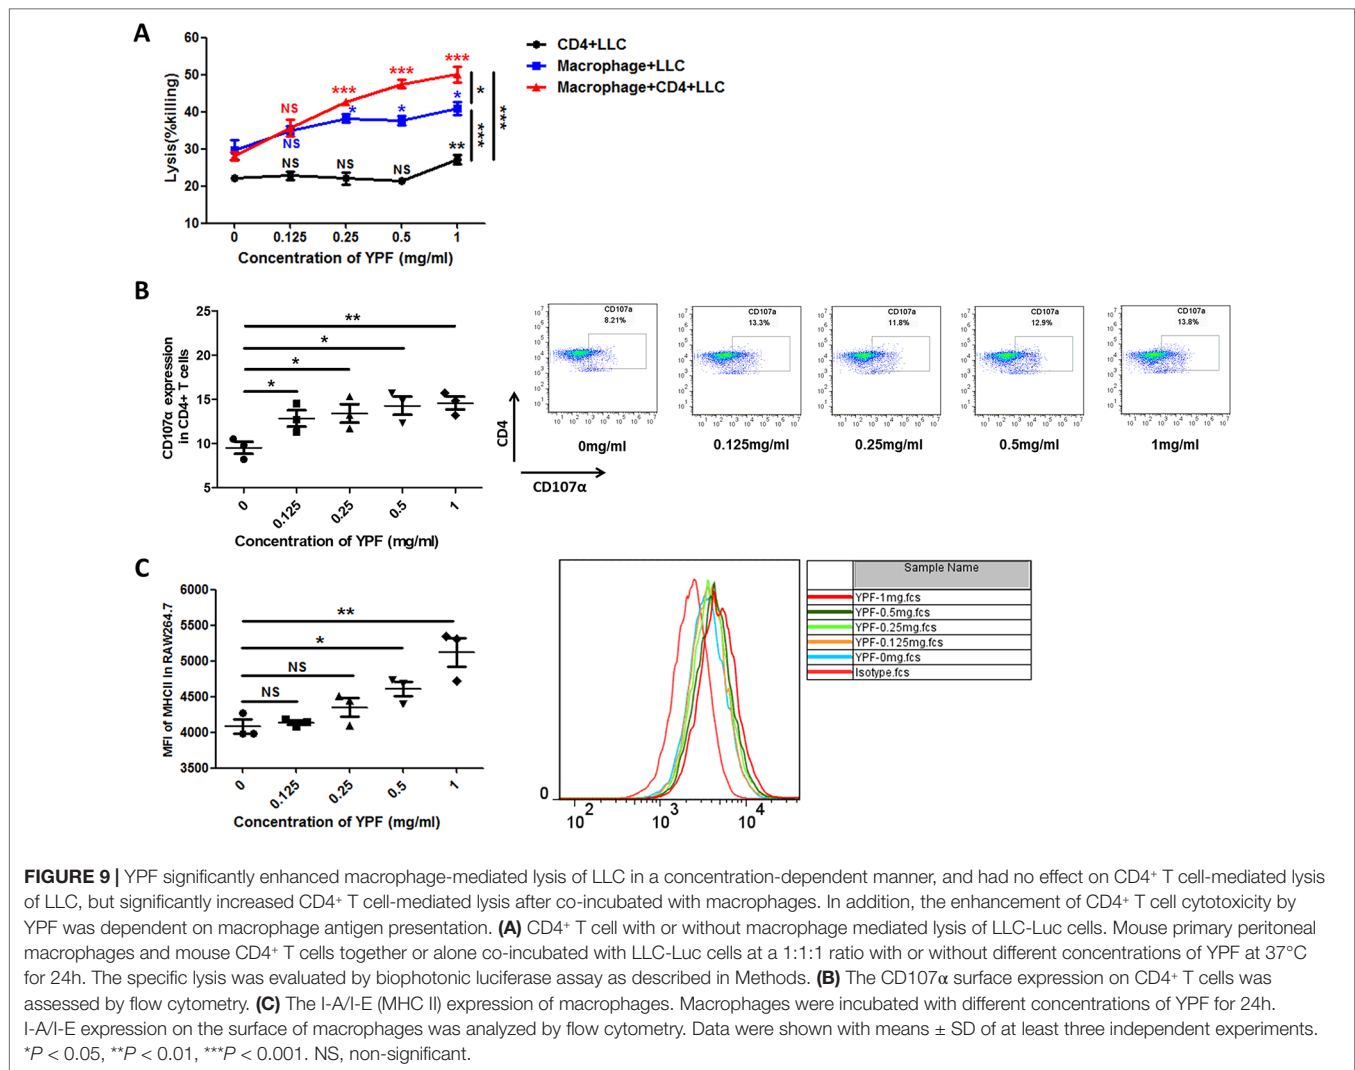 A
60
50
40
30
20
10
Lysis(%killing)
0 0.125 0.25 0.5 1
Concentration of YPF (mg/ml)
NS
***
***
***
NS
*
*
*
NS
NS
NS
**
*
***
***
CD4+LLC
Macrophage+LLC
Macrophage+CD4+LLC
B
25
20
15
10
5
CD107α expression
in CD4+ T cells
**
*
*
*
0 0.125 0.25 0.5 1
Concentration of YPF (mg/ml)
CD107a
8.21%
CD107a
13.3%
CD107a
11.8%
CD107a
12.9%
CD107a
13.8%
CD4
CD107α
0mg/ml 0.125mg/ml 0.25mg/ml 0.5mg/ml 1mg/ml
C
6000
5500
5000
4500
4000
3500
MFI of MHCII in RAW264.7
**
*
NS
NS
0 0.125 0.25 0.5 1
Concentration of YPF (mg/ml)
0
10² 10³ 10⁴
Sample Name
YPF-1mg.fcs
YPF-0.5mg.fcs
YPF-0.25mg.fcs
YPF-0.125mg.fcs
YPF-0mg.fcs
Isotype.fcs
FIGURE 9 | YPF significantly enhanced macrophage-mediated lysis of LLC in a concentration-dependent manner, and had no effect on CD4⁺ T cell-mediated lysis
of LLC, but significantly increased CD4⁺ T cell-mediated lysis after co-incubated with macrophages. In addition, the enhancement of CD4⁺ T cell cytotoxicity by
YPF was dependent on macrophage antigen presentation. (A) CD4⁺ T cell with or without macrophage mediated lysis of LLC-Luc cells. Mouse primary peritoneal
macrophages and mouse CD4⁺ T cells together or alone co-incubated with LLC-Luc cells at a 1:1:1 ratio with or without different concentrations of YPF at 37°C
for 24h. The specific lysis was evaluated by biophotonic luciferase assay as described in Methods. (B) The CD107α surface expression on CD4⁺ T cells was
assessed by flow cytometry. (C) The I-A/I-E (MHC II) expression of macrophages. Macrophages were incubated with different concentrations of YPF for 24h.
I-A/I-E expression on the surface of macrophages was analyzed by flow cytometry. Data were shown with means ± SD of at least three independent experiments.
*P < 0.05, **P < 0.01, ***P < 0.001. NS, non-significant.